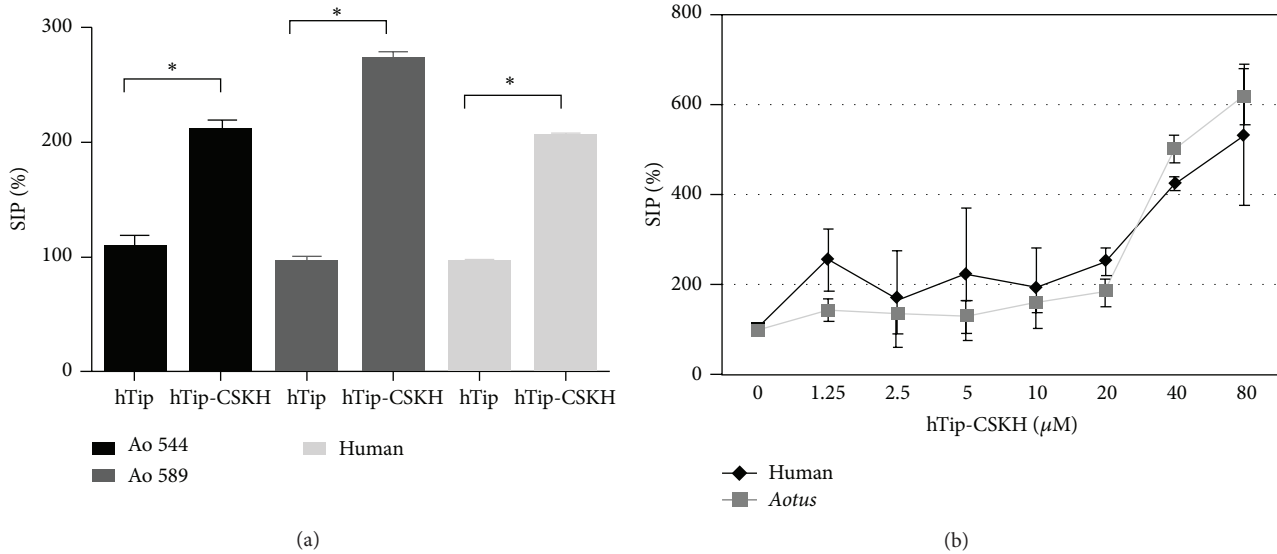 300
200
100
0
SIP (%)
*
*
*
hTip
hTip-CSKH
hTip
hTip-CSKH
hTip
hTip-CSKH
Ao 544
Ao 589
Human
(a)
800
600
400
200
0
SIP (%)
0
1.25
2.5
5
10
20
40
80
hTip-CSKH (μM)
Human
Aotus
(b)